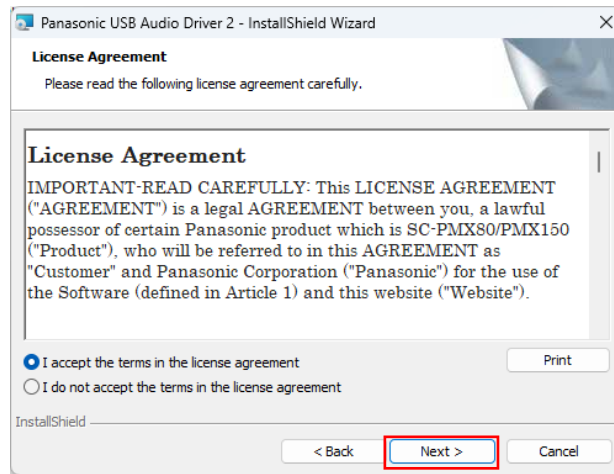 Panasonic USB Audio Driver 2 - InstallShield Wizard
License Agreement
Please read the following license agreement carefully.
License Agreement
IMPORTANT-READ CAREFULLY: This LICENSE AGREEMENT
("AGREEMENT") is a legal AGREEMENT between you, a lawful
possessor of certain Panasonic product which is SC-PMX80/PMX150
("Product"), who will be referred to in this AGREEMENT as
"Customer" and Panasonic Corporation ("Panasonic") for the use of
the Software (defined in Article 1) and this website ("Website").
I accept the terms in the license agreement
Print
I do not accept the terms in the license agreement
InstallShield
< Back
Next >
Cancel